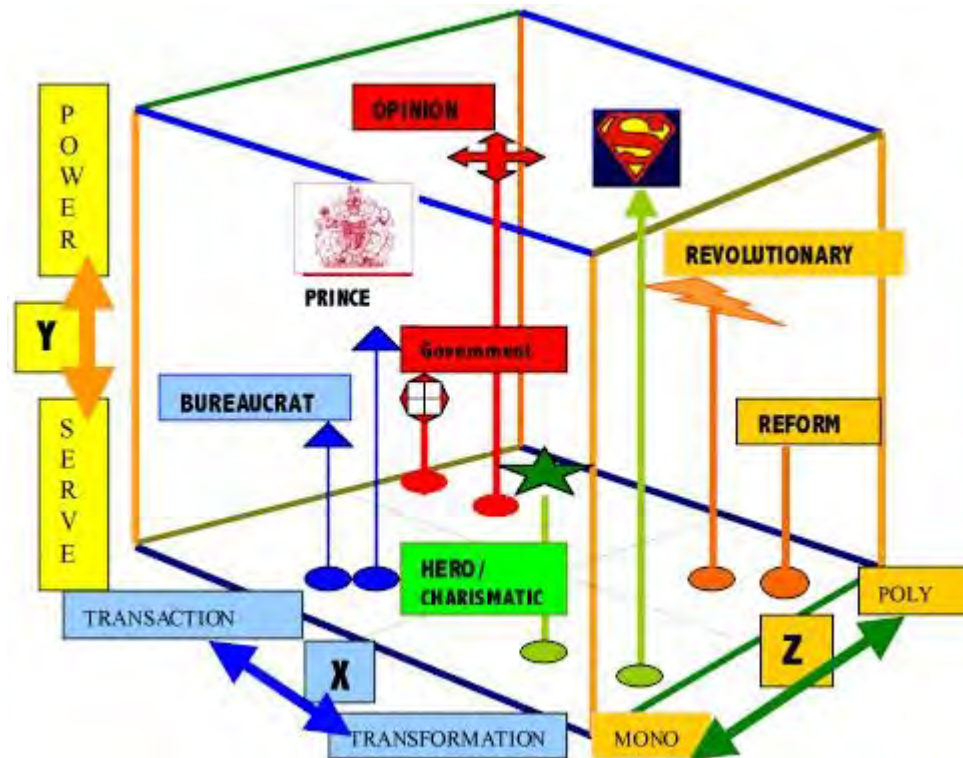 POWER
OPINION
REVOLUTIONARY
PRINCE
Y
Government
BUREAUCRAT
REFORM
SERVE
HERO/
CHARISMATIC
TRANSACTION
POLY
X
Z
TRANSFORMATION
MONO